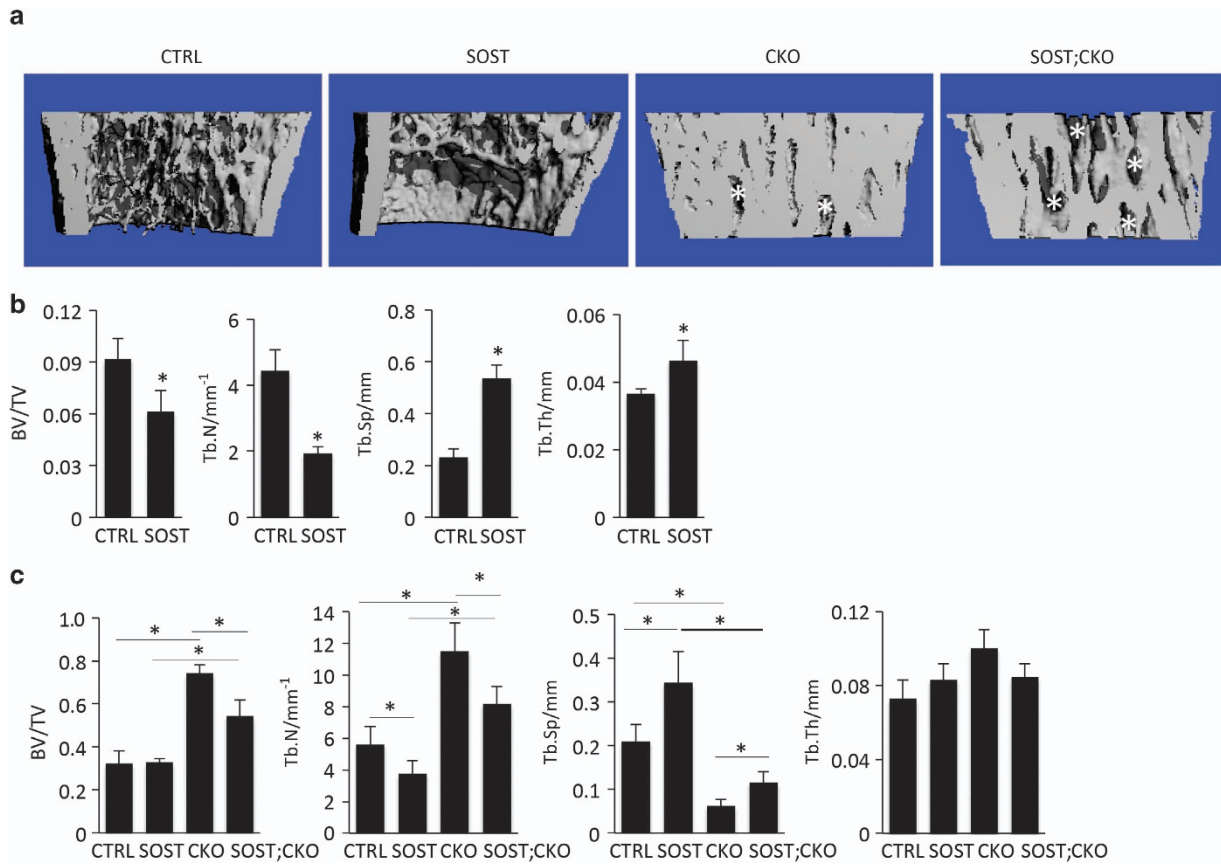 a
CTRL SOST CKO SOST;CKO
* * * * * *
b
BV/TV
0.12
0.09
0.06
0.03
0
*
CTRL SOST
Tb.N/mm-1
6
4
2
0
*
CTRL SOST
Tb.Sp/mm
0.8
0.6
0.4
0.2
0
*
CTRL SOST
Tb.Th/mm
0.06
0.04
0.02
0
*
CTRL SOST
c
BV/TV
1.0
0.8
0.6
0.4
0.2
0
* *
*
CTRL SOST CKO SOST;CKO
Tb.N/mm-1
14
12
10
8
6
4
2
0
*
*
*
*
CTRL SOST CKO SOST;CKO
Tb.Sp/mm
0.5
0.4
0.3
0.2
0.1
0
*
* *
*
CTRL SOST CKO SOST;CKO
Tb.Th/mm
0.12
0.08
0.04
0
CTRL SOST CKO SOST;CKO